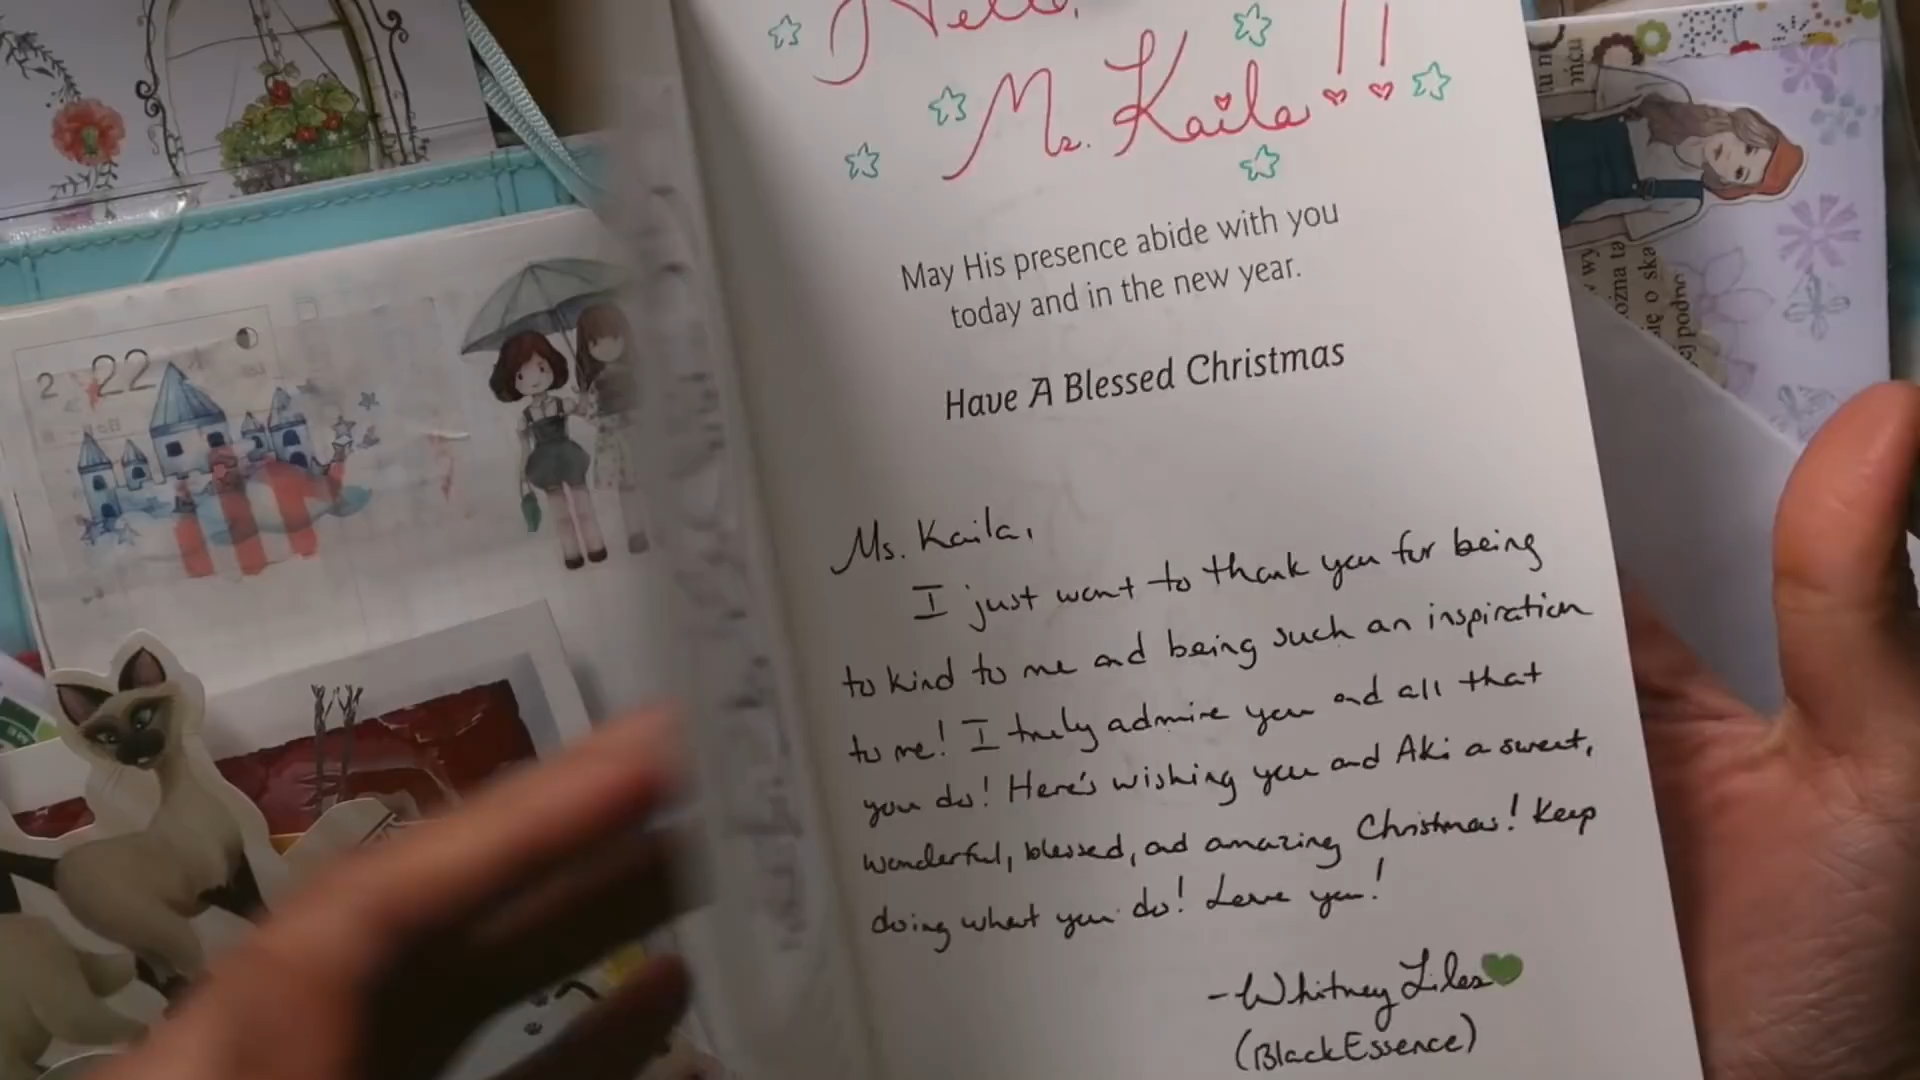 Hello,
Ms. Kaila!!
May His presence abide with you
today and in the new year.
Have A Blessed Christmas
Ms. Kaila,
I just want to thank you for being
to kind to me and being such an inspiration
to me! I truly admire you and all that
you do! Here's wishing you and Aki a sweet,
wonderful, blessed, and amazing Christmas! Keep
doing what you do! Love you!
-Whitney Liles
(BlackEssence)
2 22